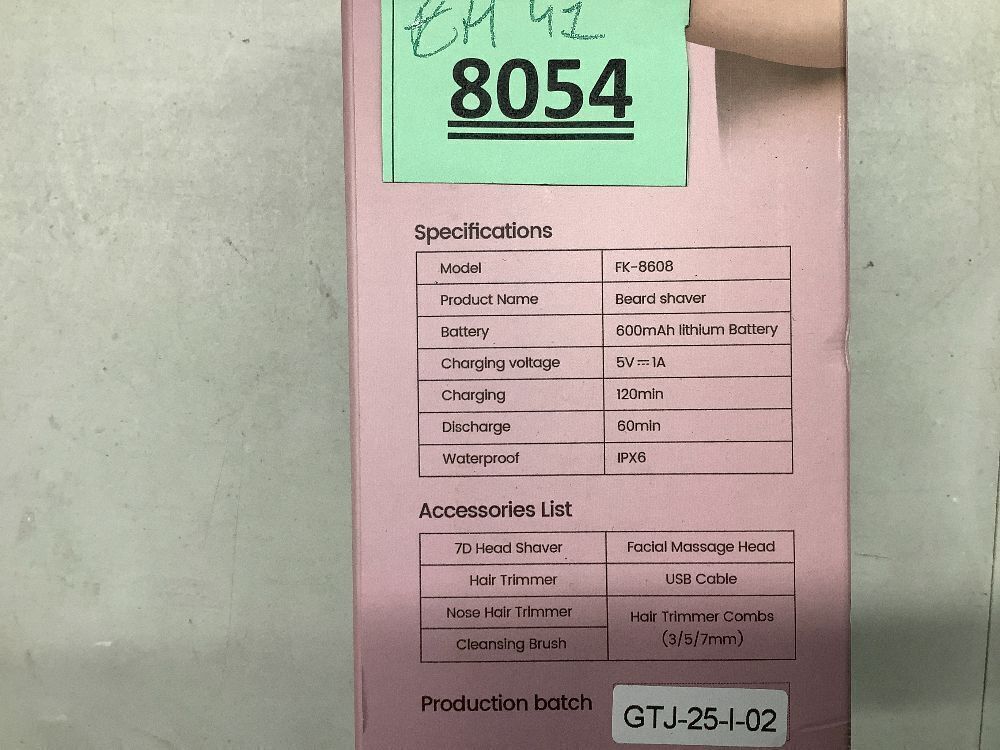 EH 41
8054
Specifications
Model FK-8608
Product Name Beard shaver
Battery 600mAh lithium Battery
Charging voltage 5V⎓1A
Charging 120min
Discharge 60min
Waterproof IPX6
Accessories List
7D Head Shaver Facial Massage Head
Hair Trimmer USB Cable
Nose Hair Trimmer Hair Trimmer Combs
Cleansing Brush (3/5/7mm)
Production batch GTJ-25-I-02